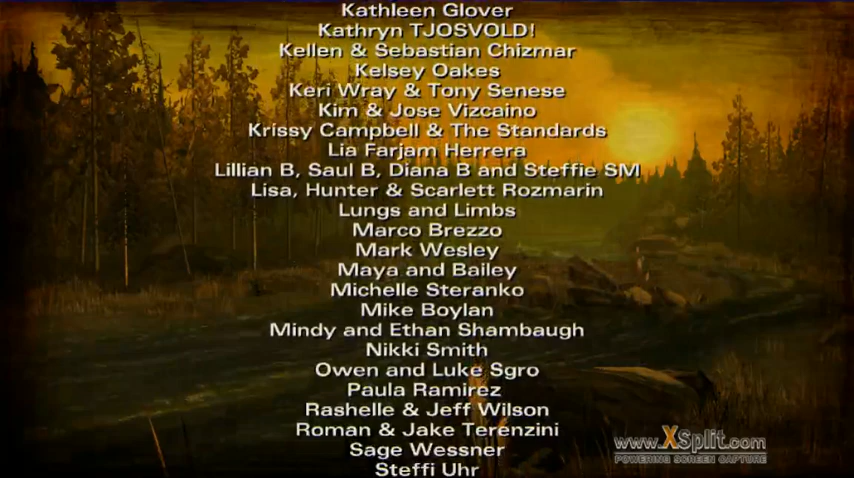 Kathleen Glover
Kathryn TJOSVOLD!
Kellen & Sebastian Chizmar
Kelsey Oakes
Keri Wray & Tony Senese
Kim & Jose Vizcaino
Krissy Campbell & The Standards
Lia Farjam Herrera
Lillian B, Saul B, Diana B and Steffie SM
Lisa, Hunter & Scarlett Rozmarin
Lungs and Limbs
Marco Brezzo
Mark Wesley
Maya and Bailey
Michelle Steranko
Mike Boylan
Mindy and Ethan Shambaugh
Nikki Smith
Owen and Luke Sgro
Paula Ramirez
Rashelle & Jeff Wilson
Roman & Jake Terenzini
Sage Wessner
Steffi Uhr
www.XSplit.com
POWERING SCREEN CAPTURE